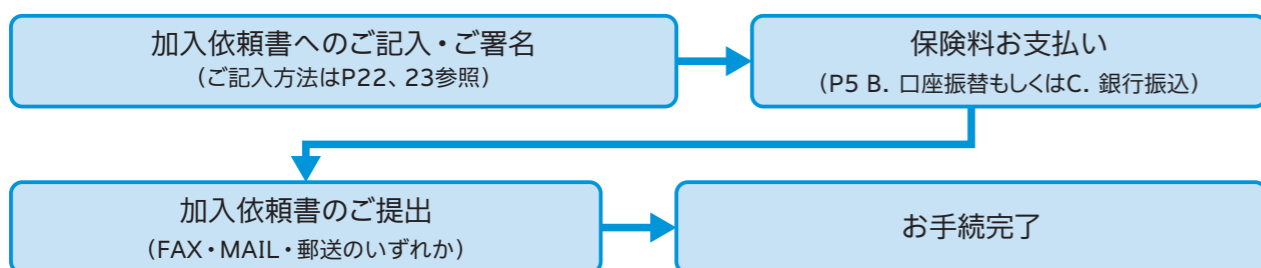 加入依頼書へのご記入・ご署名
(ご記入方法はP22、23参照)
保険料お支払い
(P5 B. 口座振替もしくはC. 銀行振込)
加入依頼書のご提出
(FAX・MAIL・郵送のいずれか)
お手続完了